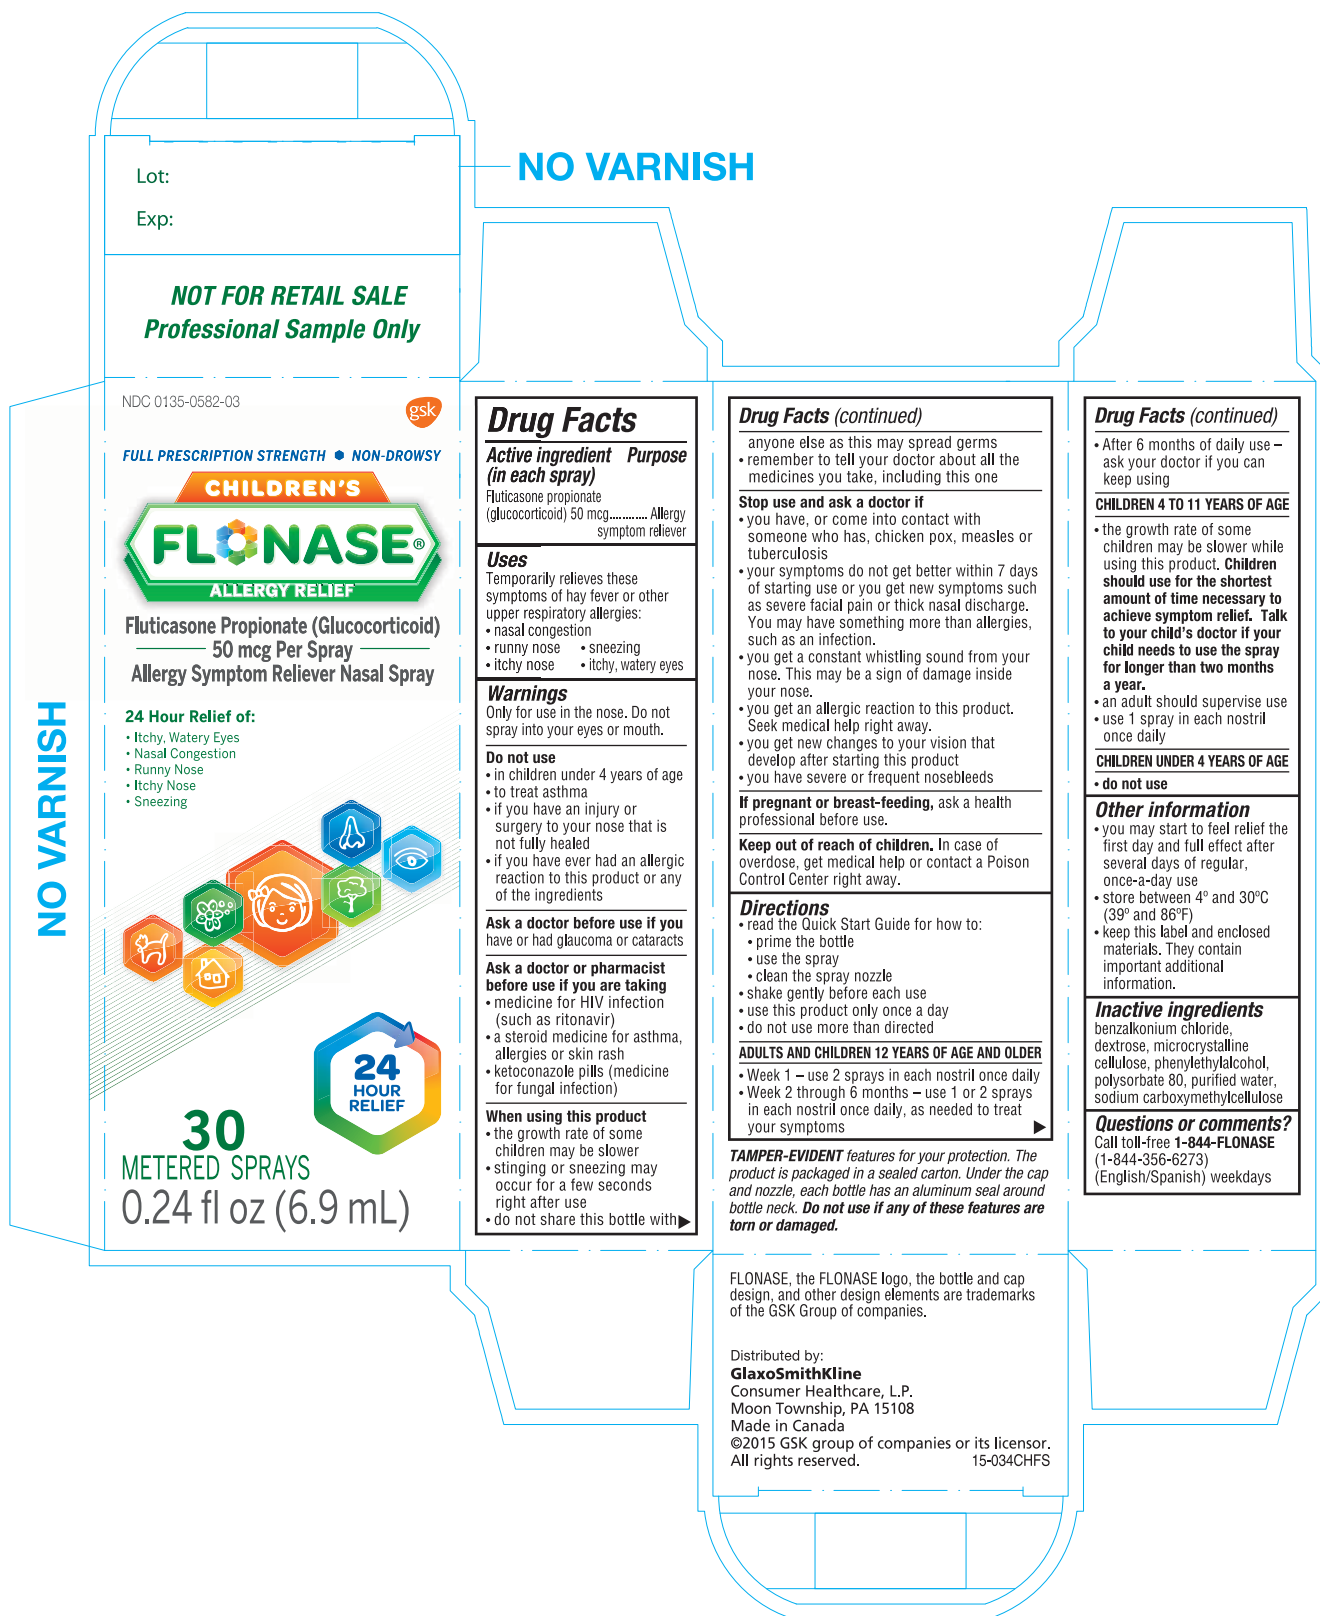 NO VARNISH
Lot:
Exp:
NOT FOR RETAIL SALE
Professional Sample Only
NO VARNISH
NDC 0135-0582-03
gsk
FULL PRESCRIPTION STRENGTH • NON-DROWSY
CHILDREN'S
FLONASE®
ALLERGY RELIEF
Fluticasone Propionate (Glucocorticoid)
50 mcg Per Spray
Allergy Symptom Reliever Nasal Spray
24 Hour Relief of:
• Itchy, Watery Eyes
• Nasal Congestion
• Runny Nose
• Itchy Nose
• Sneezing
24
HOUR
RELIEF
30
METERED SPRAYS
0.24 fl oz (6.9 mL)
Drug Facts
Active ingredient Purpose
(in each spray)
Fluticasone propionate
(glucocorticoid) 50 mcg........... Allergy
symptom reliever
Uses
Temporarily relieves these
symptoms of hay fever or other
upper respiratory allergies:
• nasal congestion
• runny nose • sneezing
• itchy nose • itchy, watery eyes
Warnings
Only for use in the nose. Do not
spray into your eyes or mouth.
Do not use
• in children under 4 years of age
• to treat asthma
• if you have an injury or
surgery to your nose that is
not fully healed
• if you have ever had an allergic
reaction to this product or any
of the ingredients
Ask a doctor before use if you
have or had glaucoma or cataracts
Ask a doctor or pharmacist
before use if you are taking
• medicine for HIV infection
(such as ritonavir)
• a steroid medicine for asthma,
allergies or skin rash
• ketoconazole pills (medicine
for fungal infection)
When using this product
• the growth rate of some
children may be slower
• stinging or sneezing may
occur for a few seconds
right after use
• do not share this bottle with ▶
Drug Facts (continued)
anyone else as this may spread germs
• remember to tell your doctor about all the
medicines you take, including this one
Stop use and ask a doctor if
• you have, or come into contact with
someone who has, chicken pox, measles or
tuberculosis
• your symptoms do not get better within 7 days
of starting use or you get new symptoms such
as severe facial pain or thick nasal discharge.
You may have something more than allergies,
such as an infection.
• you get a constant whistling sound from your
nose. This may be a sign of damage inside
your nose.
• you get an allergic reaction to this product.
Seek medical help right away.
• you get new changes to your vision that
develop after starting this product
• you have severe or frequent nosebleeds
If pregnant or breast-feeding, ask a health
professional before use.
Keep out of reach of children. In case of
overdose, get medical help or contact a Poison
Control Center right away.
Directions
• read the Quick Start Guide for how to:
• prime the bottle
• use the spray
• clean the spray nozzle
• shake gently before each use
• use this product only once a day
• do not use more than directed
ADULTS AND CHILDREN 12 YEARS OF AGE AND OLDER
• Week 1 – use 2 sprays in each nostril once daily
• Week 2 through 6 months – use 1 or 2 sprays
in each nostril once daily, as needed to treat
your symptoms ▶
TAMPER-EVIDENT features for your protection. The
product is packaged in a sealed carton. Under the cap
and nozzle, each bottle has an aluminum seal around
bottle neck. Do not use if any of these features are
torn or damaged.
FLONASE, the FLONASE logo, the bottle and cap
design, and other design elements are trademarks
of the GSK Group of companies.
Distributed by:
GlaxoSmithKline
Consumer Healthcare, L.P.
Moon Township, PA 15108
Made in Canada
©2015 GSK group of companies or its licensor.
All rights reserved. 15-034CHFS
Drug Facts (continued)
• After 6 months of daily use –
ask your doctor if you can
keep using
CHILDREN 4 TO 11 YEARS OF AGE
• the growth rate of some
children may be slower while
using this product. Children
should use for the shortest
amount of time necessary to
achieve symptom relief. Talk
to your child's doctor if your
child needs to use the spray
for longer than two months
a year.
• an adult should supervise use
• use 1 spray in each nostril
once daily
CHILDREN UNDER 4 YEARS OF AGE
• do not use
Other information
• you may start to feel relief the
first day and full effect after
several days of regular,
once-a-day use
• store between 4º and 30ºC
(39º and 86ºF)
• keep this label and enclosed
materials. They contain
important additional
information.
Inactive ingredients
benzalkonium chloride,
dextrose, microcrystalline
cellulose, phenylethylalcohol,
polysorbate 80, purified water,
sodium carboxymethylcellulose
Questions or comments?
Call toll-free 1-844-FLONASE
(1-844-356-6273)
(English/Spanish) weekdays